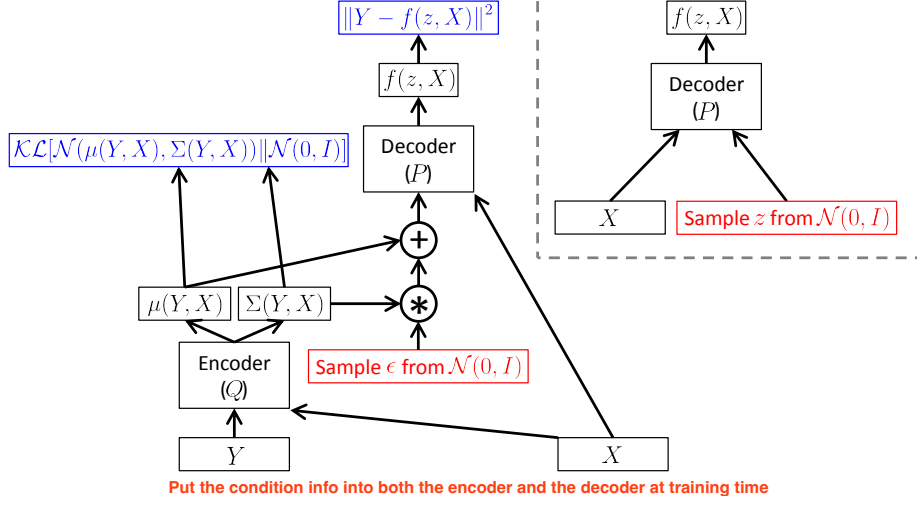 ‖Y − f(z, X)‖²
f(z, X)
Decoder
(P)
𝒦ℒ[𝒩(μ(Y, X), Σ(Y, X))‖𝒩(0, I)]
+
μ(Y, X)
Σ(Y, X)
*
Encoder
(Q)
Sample ϵ from 𝒩(0, I)
Y
X
f(z, X)
Decoder
(P)
X
Sample z from 𝒩(0, I)
Put the condition info into both the encoder and the decoder at training time